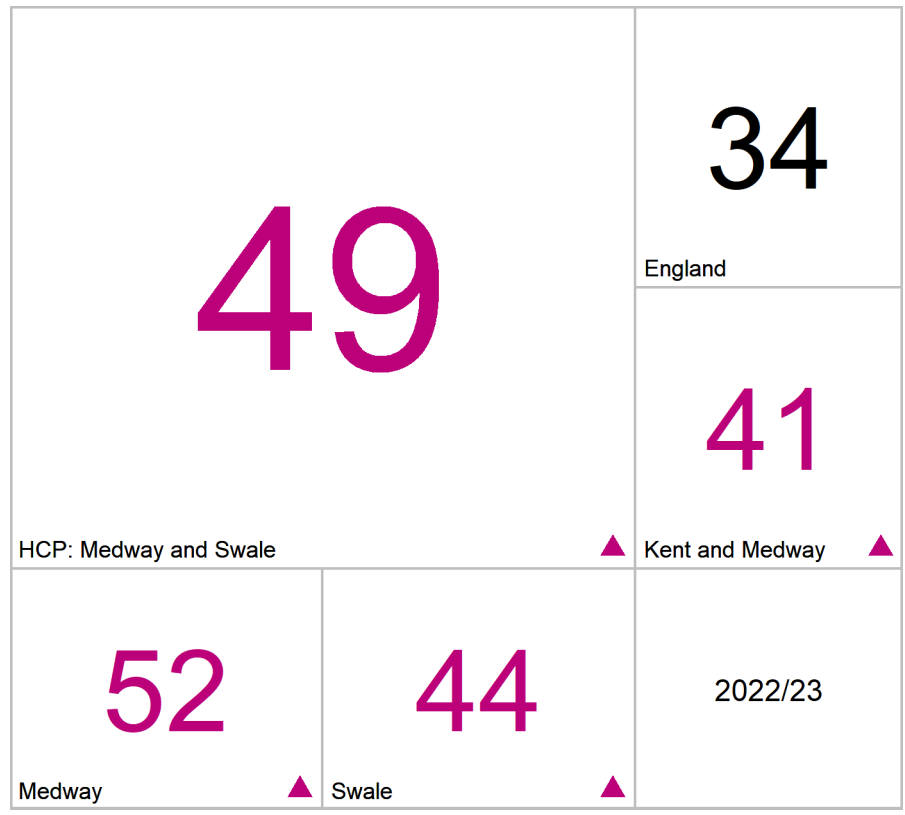 49
HCP: Medway and Swale
34
England
41
Kent and Medway
52
Medway
44
Swale
2022/23